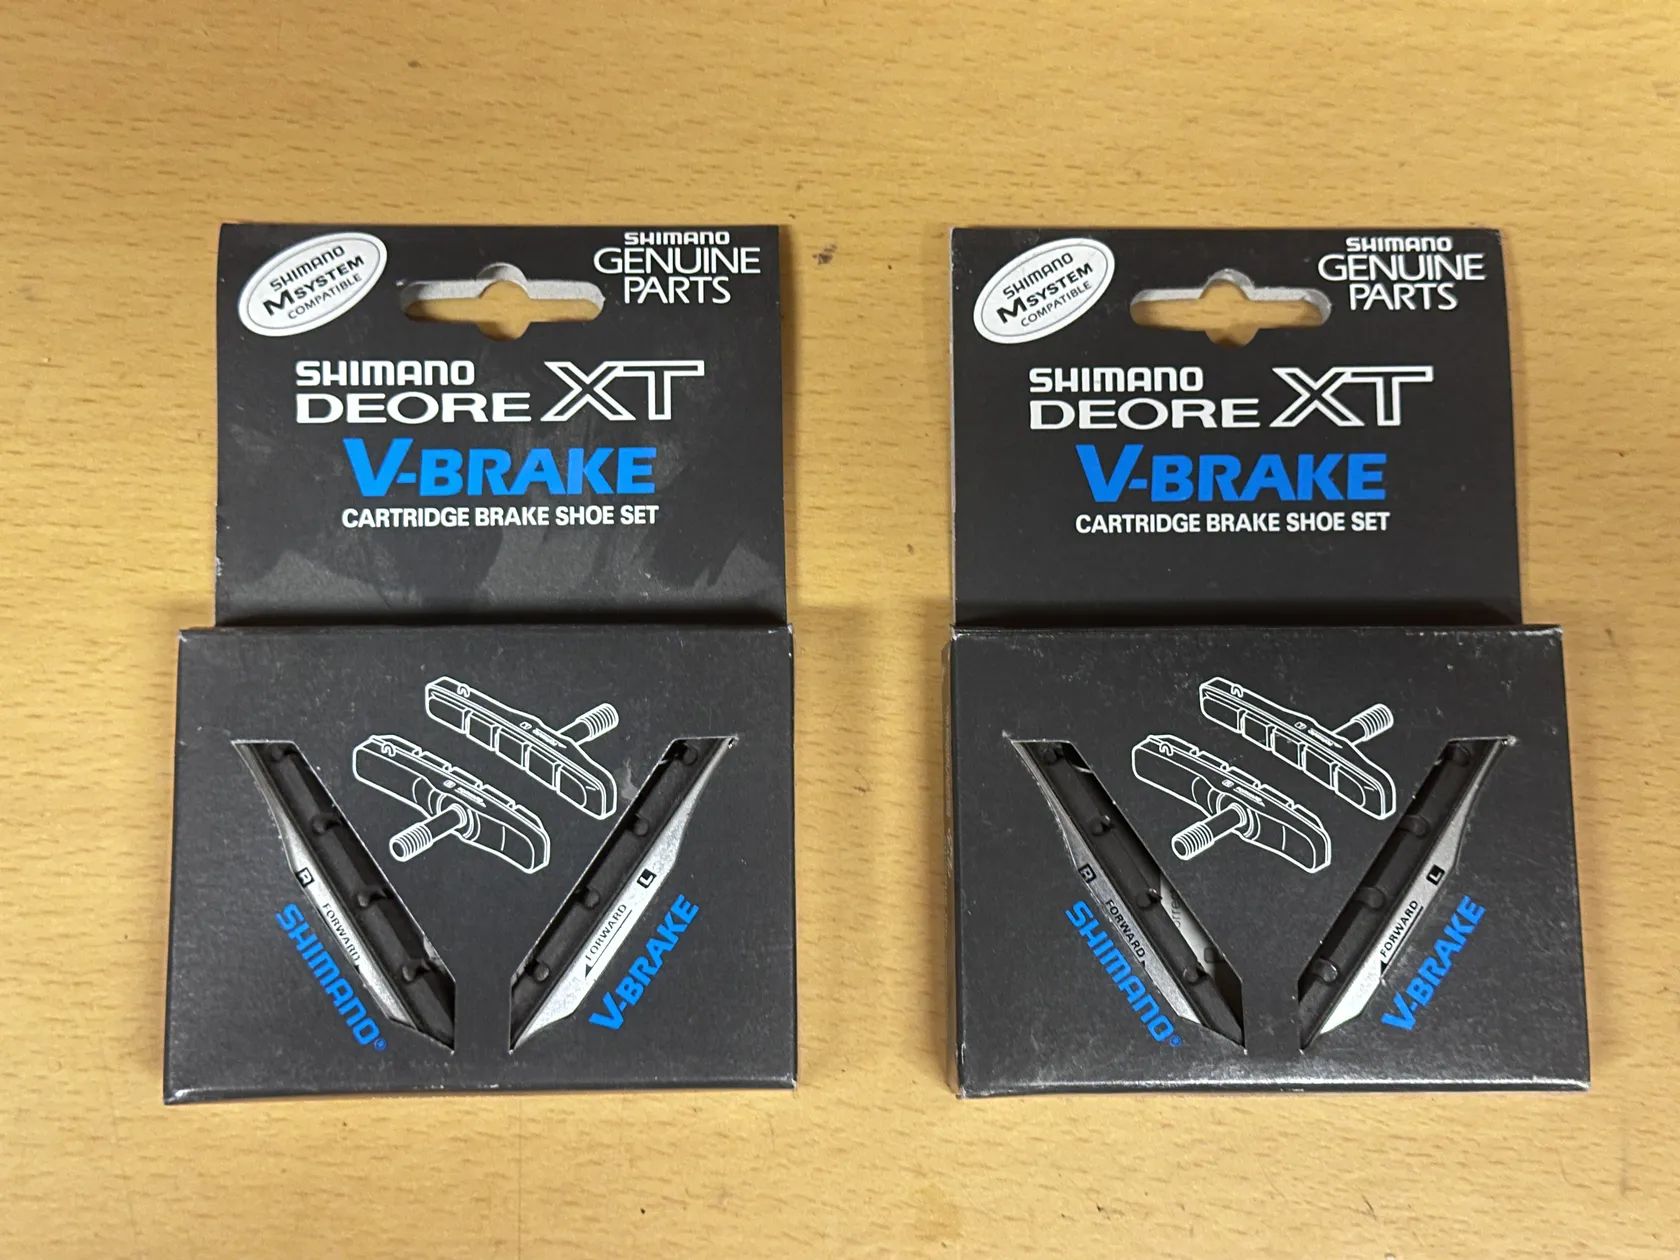 SHIMANO
M SYSTEM
COMPATIBLE
SHIMANO
GENUINE
PARTS
SHIMANO
DEORE XT
V-BRAKE
CARTRIDGE BRAKE SHOE SET
R
FORWARD
L
FORWARD
SHIMANO®
V-BRAKE
SHIMANO
M SYSTEM
COMPATIBLE
SHIMANO
GENUINE
PARTS
SHIMANO
DEORE XT
V-BRAKE
CARTRIDGE BRAKE SHOE SET
R
FORWARD
L
FORWARD
SHIMANO®
V-BRAKE